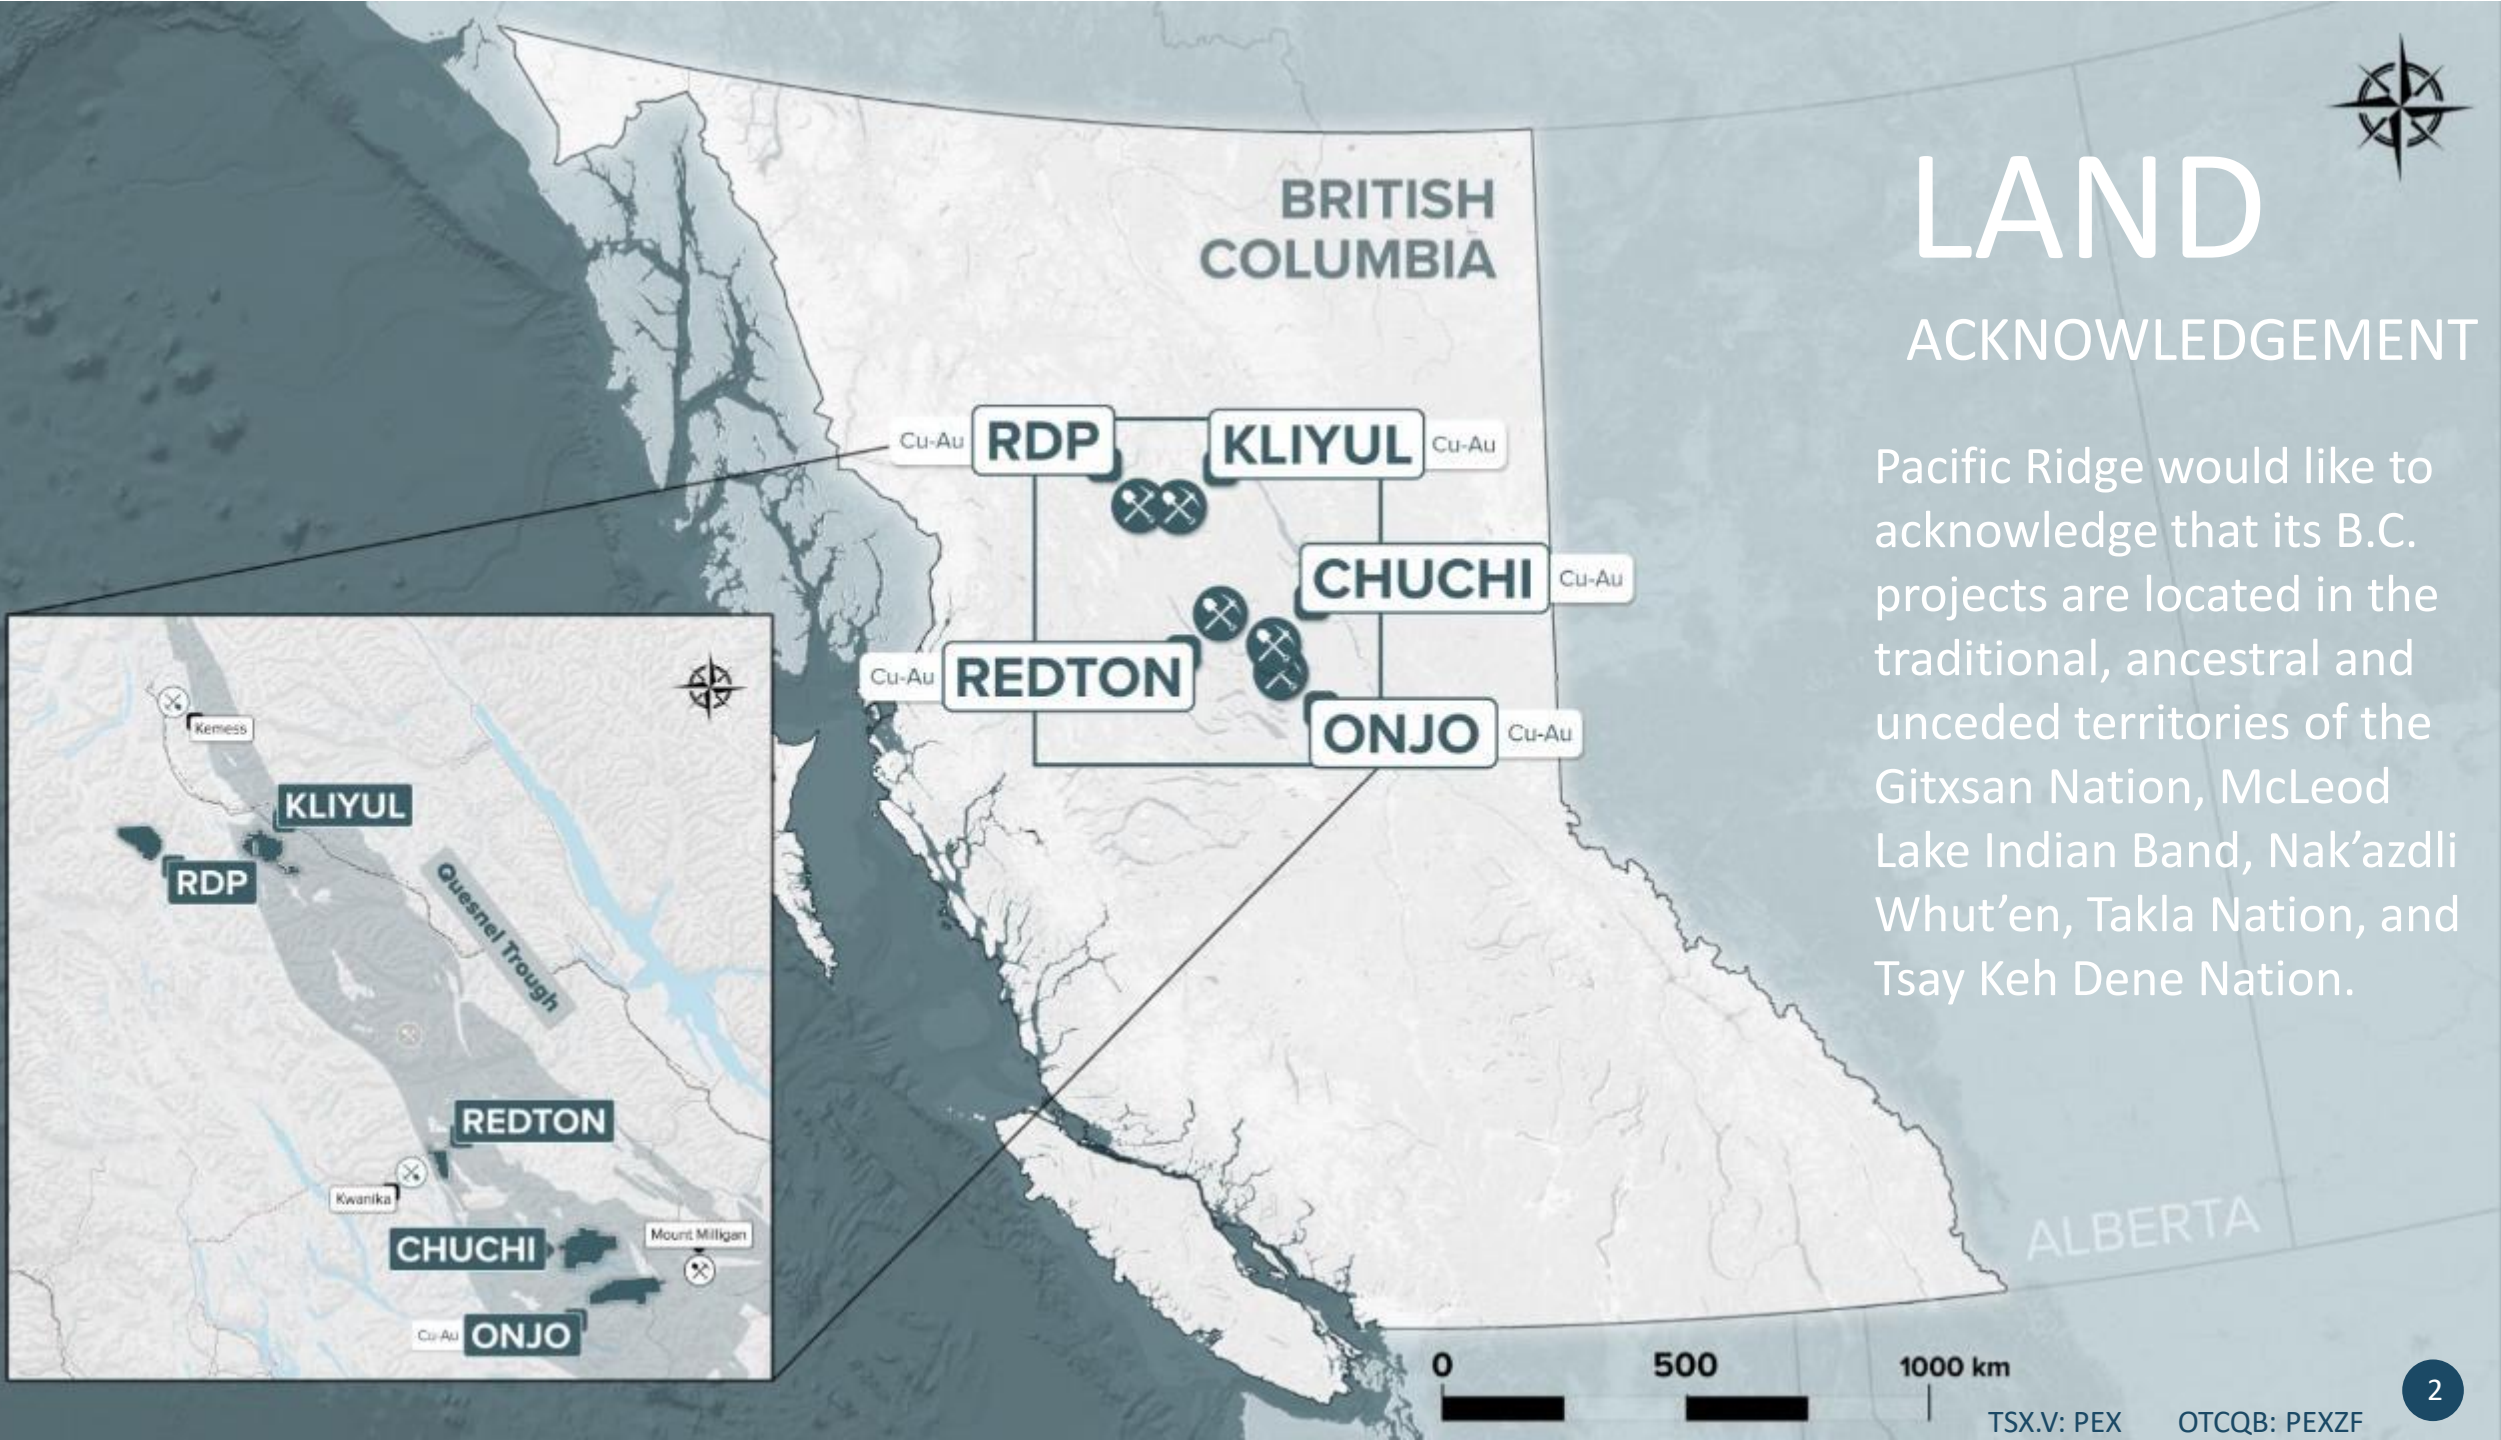 BRITISH
COLUMBIA
LAND
ACKNOWLEDGEMENT
Pacific Ridge would like to
acknowledge that its B.C.
projects are located in the
traditional, ancestral and
unceded territories of the
Gitxsan Nation, McLeod
Lake Indian Band, Nak’azdli
Whut’en, Takla Nation, and
Tsay Keh Dene Nation.
Cu-Au RDP
KLIYUL Cu-Au
CHUCHI Cu-Au
Cu-Au REDTON
ONJO Cu-Au
Kemess
KLIYUL
RDP
Quesnel Trough
REDTON
Kwanika
CHUCHI
Mount Milligan
Cu-Au ONJO
ALBERTA
0 500 1000 km
2
TSX.V: PEX OTCQB: PEXZF